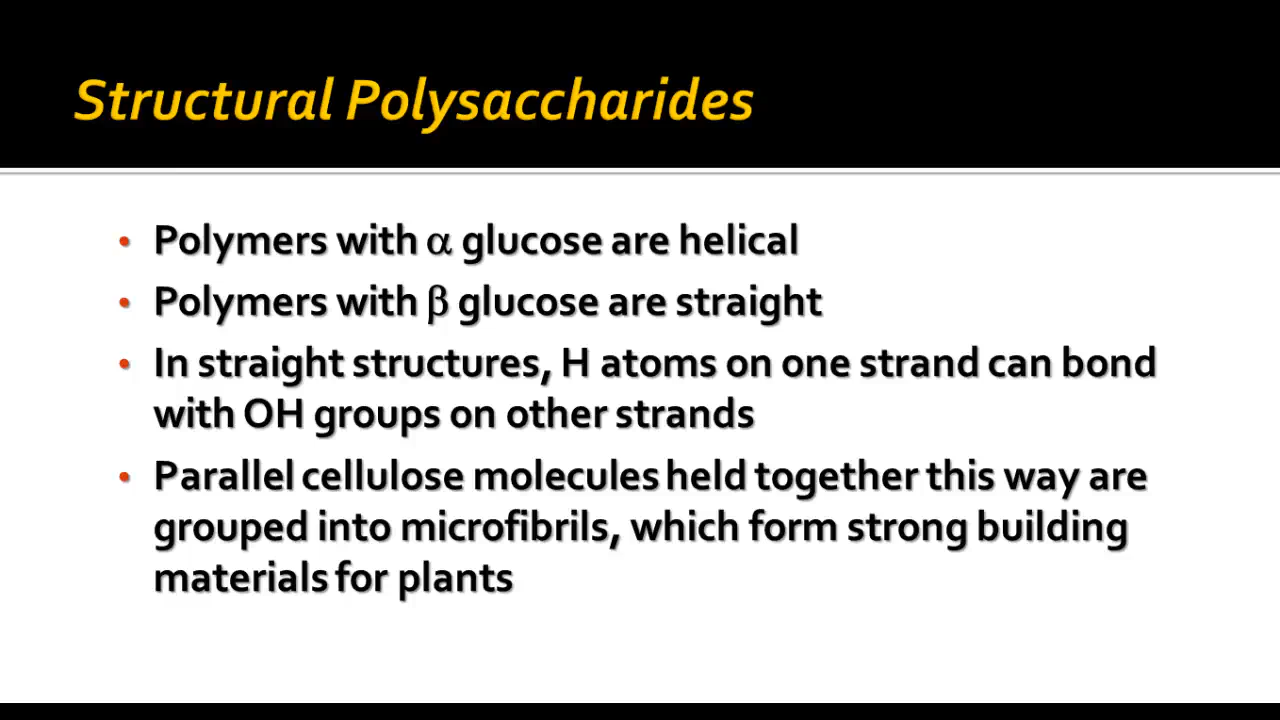 Structural Polysaccharides
• Polymers with α glucose are helical
• Polymers with β glucose are straight
• In straight structures, H atoms on one strand can bond
with OH groups on other strands
• Parallel cellulose molecules held together this way are
grouped into microfibrils, which form strong building
materials for plants